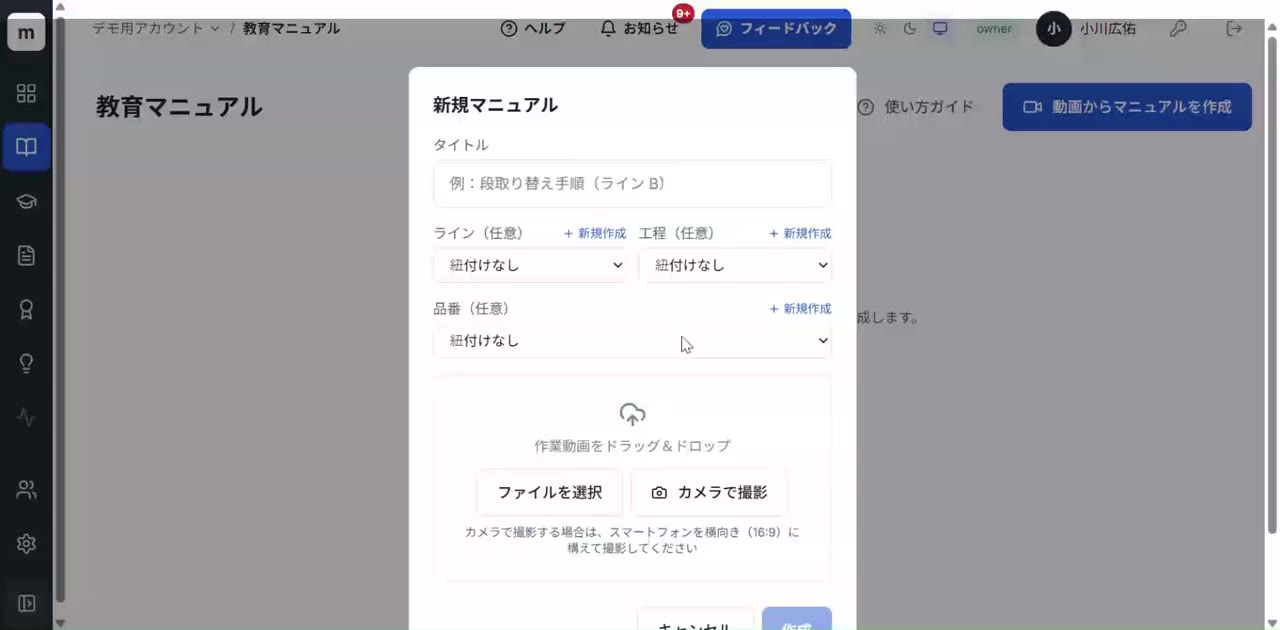 m
デモ用アカウント / 教育マニュアル
ヘルプ
お知らせ
9+
フィードバック
owner
小
小川広佑
教育マニュアル
使い方ガイド
動画からマニュアルを作成
成します。
新規マニュアル
タイトル
例：段取り替え手順（ライン B）
ライン（任意）
+ 新規作成
工程（任意）
+ 新規作成
紐付けなし
紐付けなし
品番（任意）
+ 新規作成
紐付けなし
作業動画をドラッグ＆ドロップ
ファイルを選択
カメラで撮影
カメラで撮影する場合は、スマートフォンを横向き（16:9）に
構えて撮影してください
キャンセル
作成